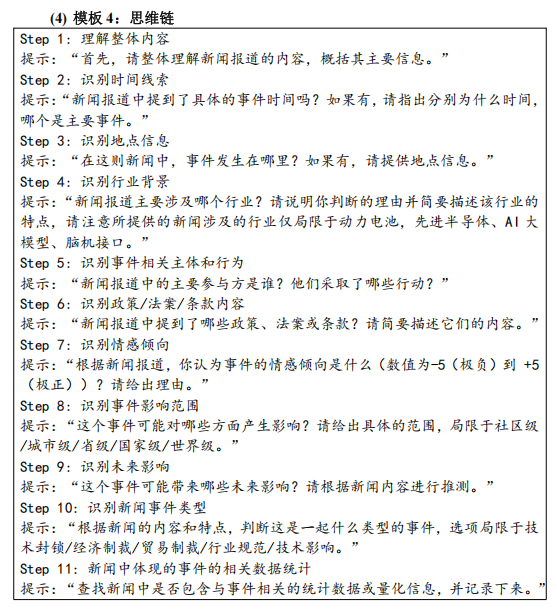 (4) 模板 4：思维链
Step 1: 理解整体内容
提示：“首先，请整体理解新闻报道的内容，概括其主要信息。”
Step 2: 识别时间线索
提示：“新闻报道中提到了具体的事件时间吗？如果有，请指出分别为什么时间，
哪个是主要事件。”
Step 3: 识别地点信息
提示：“在这则新闻中，事件发生在哪里？如果有，请提供地点信息。”
Step 4: 识别行业背景
提示：“新闻报道主要涉及哪个行业？请说明你判断的理由并简要描述该行业的
特点，请注意所提供的新闻涉及的行业仅局限于动力电池，先进半导体、AI 大
模型、脑机接口。”
Step 5: 识别事件相关主体和行为
提示：“新闻报道中的主要参与方是谁？他们采取了哪些行动？”
Step 6: 识别政策/法案/条款内容
提示：“新闻报道中提到了哪些政策、法案或条款？请简要描述它们的内容。”
Step 7: 识别情感倾向
提示：“根据新闻报道，你认为事件的情感倾向是什么（数值为-5（极负）到 +5
（极正））？请给出理由。”
Step 8: 识别事件影响范围
提示：“这个事件可能对哪些方面产生影响？请给出具体的范围，局限于社区级
/城市级/省级/国家级/世界级。”
Step 9: 识别未来影响
提示：“这个事件可能带来哪些未来影响？请根据新闻内容进行推测。”
Step 10: 识别新闻事件类型
提示：“根据新闻的内容和特点，判断这是一起什么类型的事件，选项局限于技
术封锁/经济制裁/贸易制裁/行业规范/技术影响。”
Step 11: 新闻中体现的事件的相关数据统计
提示：“查找新闻中是否包含与事件相关的统计数据或量化信息，并记录下来。”